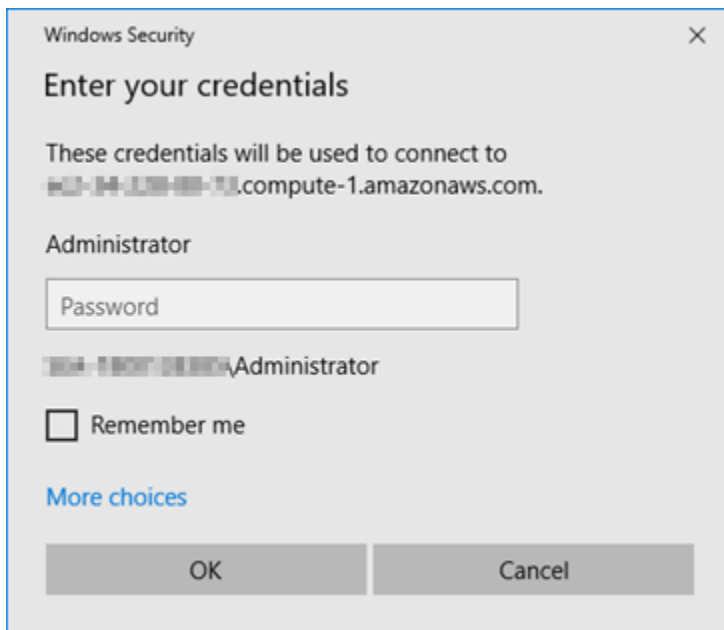 Windows Security
Enter your credentials
These credentials will be used to connect to
.compute-1.amazonaws.com.
Administrator
Password
\Administrator
Remember me
More choices
OK
Cancel